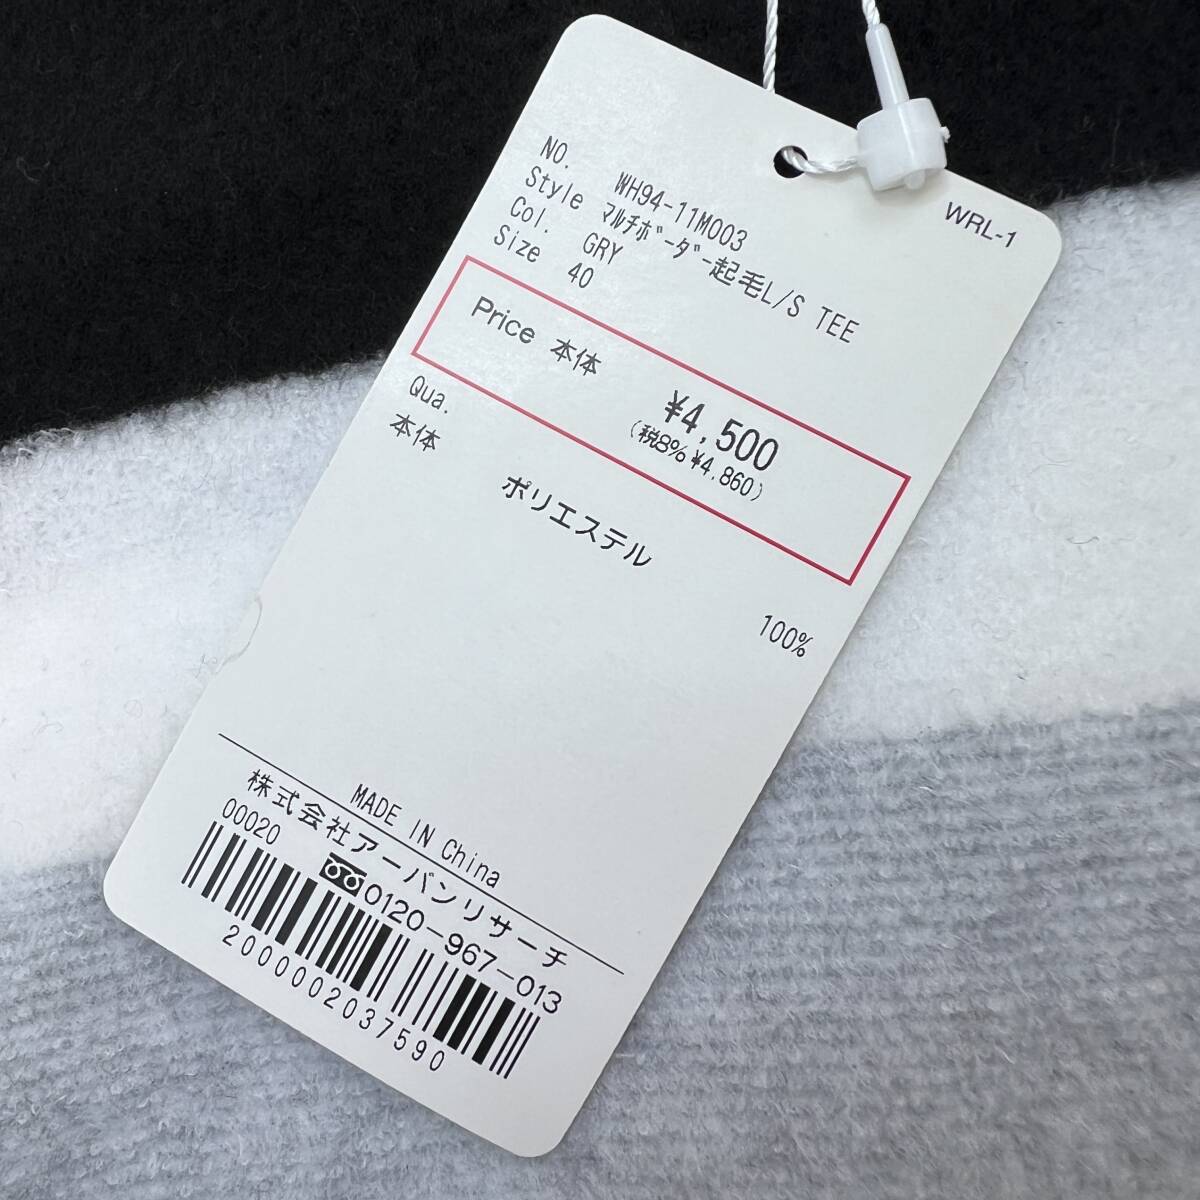 WRL-1
NO. WH94-11M003
Style ﾏﾙﾁﾎﾞｰﾀﾞｰ起毛L/S TEE
Col. GRY
Size 40
Price 本体 ¥4,500
(税8% ¥4,860)
Qua.
本体
ポリエステル
100%
MADE IN China
株式会社アーバンリサーチ
00020
0120-967-013
2000002037590